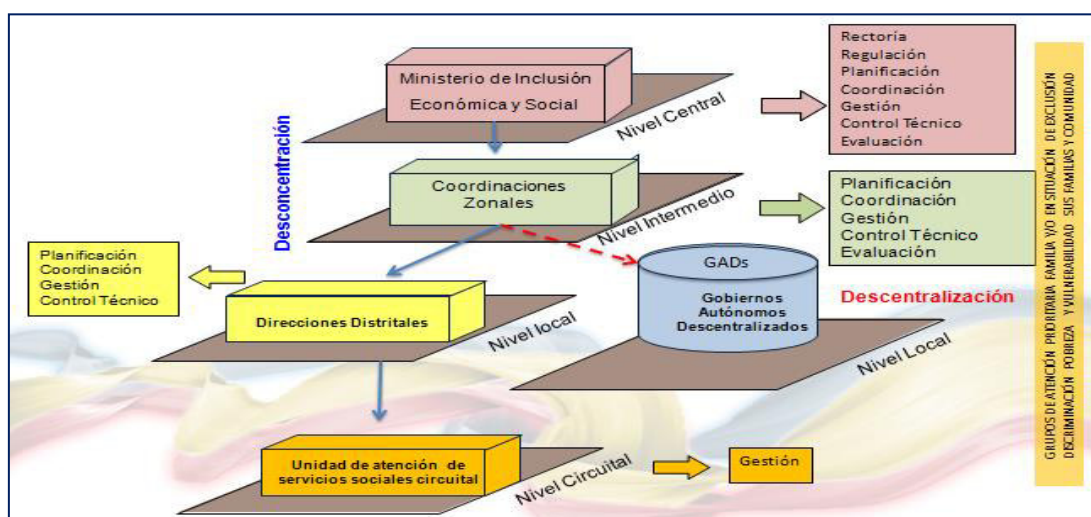 Ministerio de Inclusión
Económica y Social
Nivel Central
Rectoría
Regulación
Planificación
Coordinación
Gestión
Control Técnico
Evaluación
Desconcentración
Coordinaciones
Zonales
Nivel Intermedio
Planificación
Coordinación
Gestión
Control Técnico
Evaluación
Planificación
Coordinación
Gestión
Control Técnico
Direcciones Distritales
Nivel local
GADs
Gobiernos
Autónomos
Descentralizados
Nivel Local
Descentralización
Unidad de atención de
servicios sociales circuital
Nivel Circuital
Gestión
GRUPOS DE ATENCIÓN PRIORITARIA FAMILIA Y/O EN SITUACIÓN DE EXCLUSIÓN
DISCRIMINACIÓN POBREZA Y VULNERABILIDAD SUS FAMILIAS Y COMUNIDAD